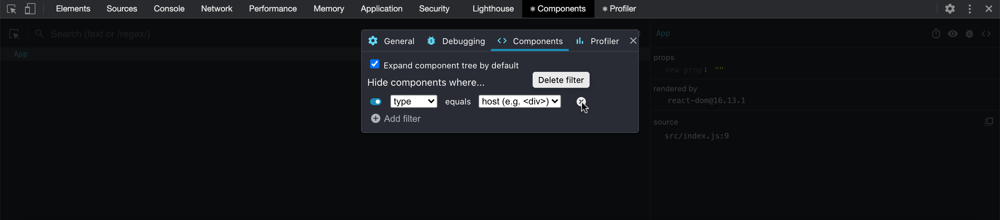 Elements Sources Console Network Performance Memory Application Security Lighthouse ⚛ Components ⚛ Profiler
Search (text or /regex/)
App
General Debugging <> Components Profiler
Expand component tree by default
Hide components where...
Delete filter
type equals host (e.g. <div>)
Add filter
App
props
new prop: ""
rendered by
react-dom@16.13.1
source
src/index.js:9